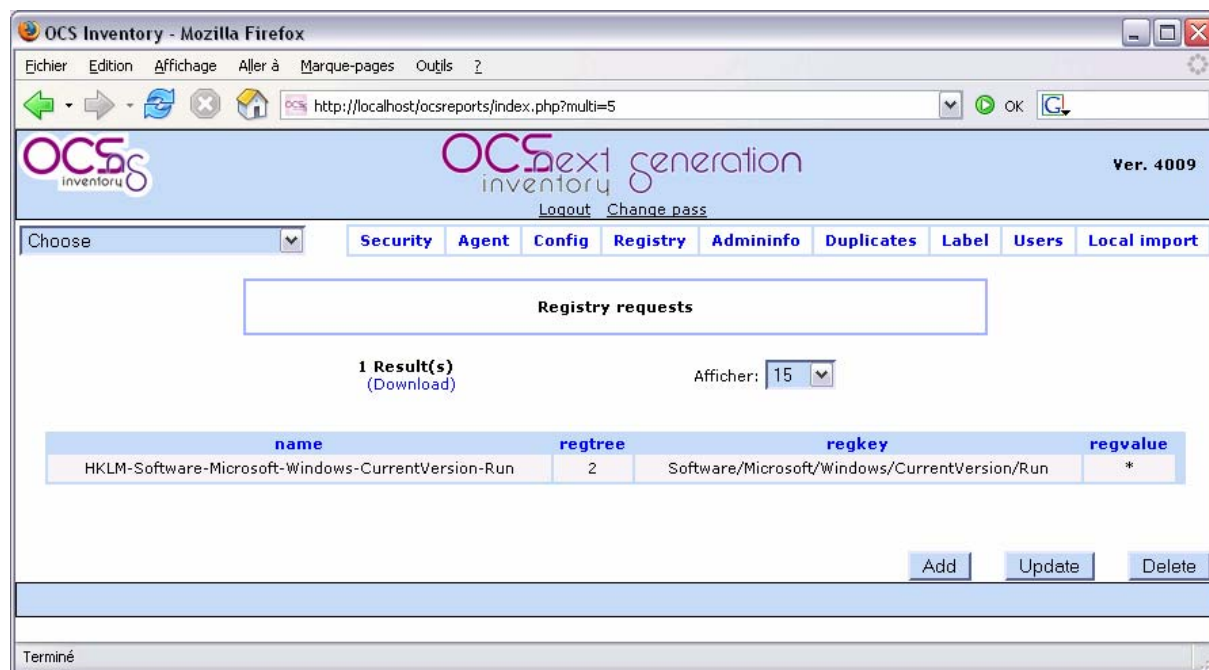 OCS Inventory - Mozilla Firefox
Fichier Edition Affichage Aller à Marque-pages Outils ?
OCS http://localhost/ocsreports/index.php?multi=5 OK G
OCS ng inventory OCS inventory next generation Ver. 4009
Logout Change pass
Choose Security Agent Config Registry Admininfo Duplicates Label Users Local import
Registry requests
1 Result(s)
(Download) Afficher: 15
name regtree regkey regvalue
HKLM-Software-Microsoft-Windows-CurrentVersion-Run 2 Software/Microsoft/Windows/CurrentVersion/Run *
Add Update Delete
Terminé